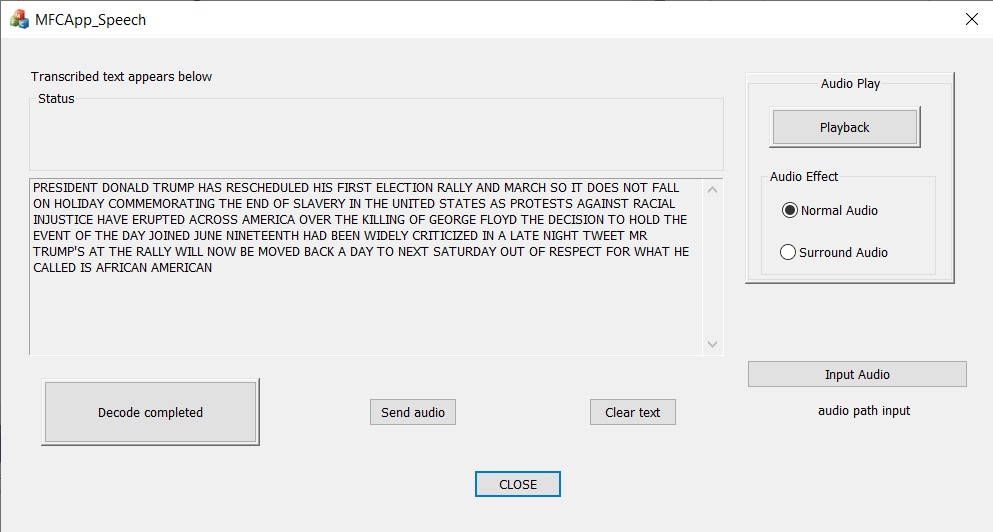 MFCApp_Speech
Transcribed text appears below
Status
PRESIDENT DONALD TRUMP HAS RESCHEDULED HIS FIRST ELECTION RALLY AND MARCH SO IT DOES NOT FALL
ON HOLIDAY COMMEMORATING THE END OF SLAVERY IN THE UNITED STATES AS PROTESTS AGAINST RACIAL
INJUSTICE HAVE ERUPTED ACROSS AMERICA OVER THE KILLING OF GEORGE FLOYD THE DECISION TO HOLD THE
EVENT OF THE DAY JOINED JUNE NINETEENTH HAD BEEN WIDELY CRITICIZED IN A LATE NIGHT TWEET MR
TRUMP'S AT THE RALLY WILL NOW BE MOVED BACK A DAY TO NEXT SATURDAY OUT OF RESPECT FOR WHAT HE
CALLED IS AFRICAN AMERICAN
Audio Play
Playback
Audio Effect
Normal Audio
Surround Audio
Input Audio
audio path input
Decode completed
Send audio
Clear text
CLOSE